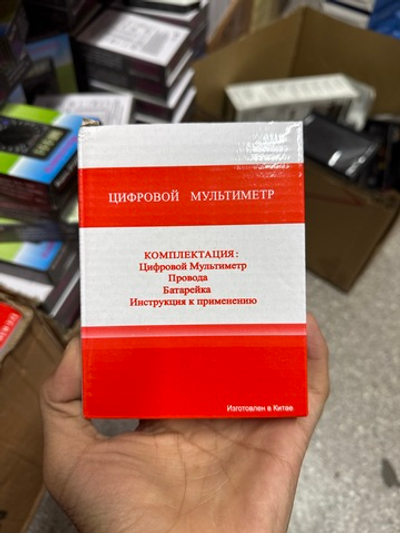 ЦИФРОВОЙ МУЛЬТИМЕТР
КОМПЛЕКТАЦИЯ:
Цифровой Мультиметр
Провода
Батарейка
Инструкция к применению
Изготовлен в Китае